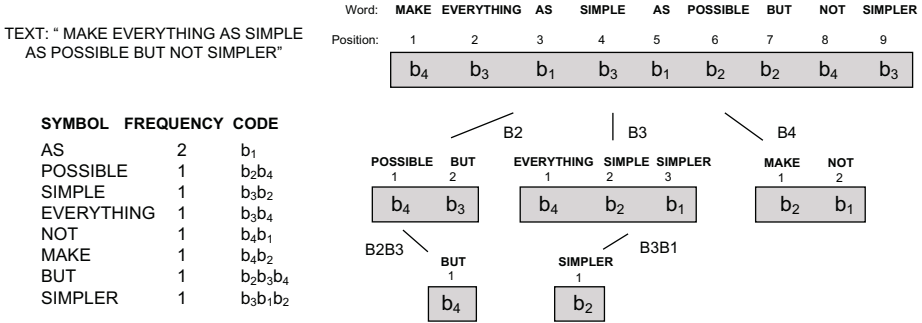 Word: MAKE EVERYTHING AS SIMPLE AS POSSIBLE BUT NOT SIMPLER
TEXT: “ MAKE EVERYTHING AS SIMPLE
AS POSSIBLE BUT NOT SIMPLER”
Position: 1 2 3 4 5 6 7 8 9
b4 b3 b1 b3 b1 b2 b2 b4 b3
SYMBOL FREQUENCY CODE
AS 2 b1
POSSIBLE 1 b2b4
SIMPLE 1 b3b2
EVERYTHING 1 b3b4
NOT 1 b4b1
MAKE 1 b4b2
BUT 1 b2b3b4
SIMPLER 1 b3b1b2
B2 B3 B4
POSSIBLE BUT
1 2
b4 b3
EVERYTHING SIMPLE SIMPLER
1 2 3
b4 b2 b1
MAKE NOT
1 2
b2 b1
B2B3 B3B1
BUT
1
b4
SIMPLER
1
b2